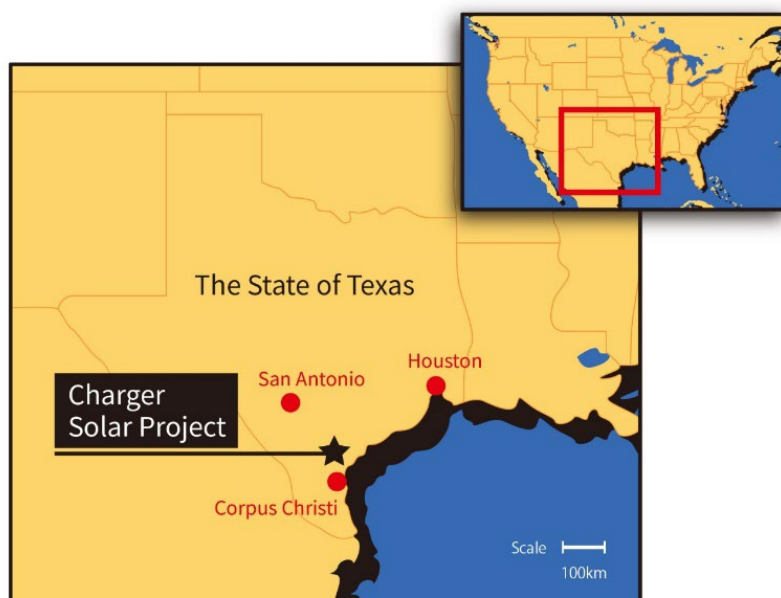 The State of Texas
Houston
San Antonio
Charger
Solar Project
Corpus Christi
Scale
100km